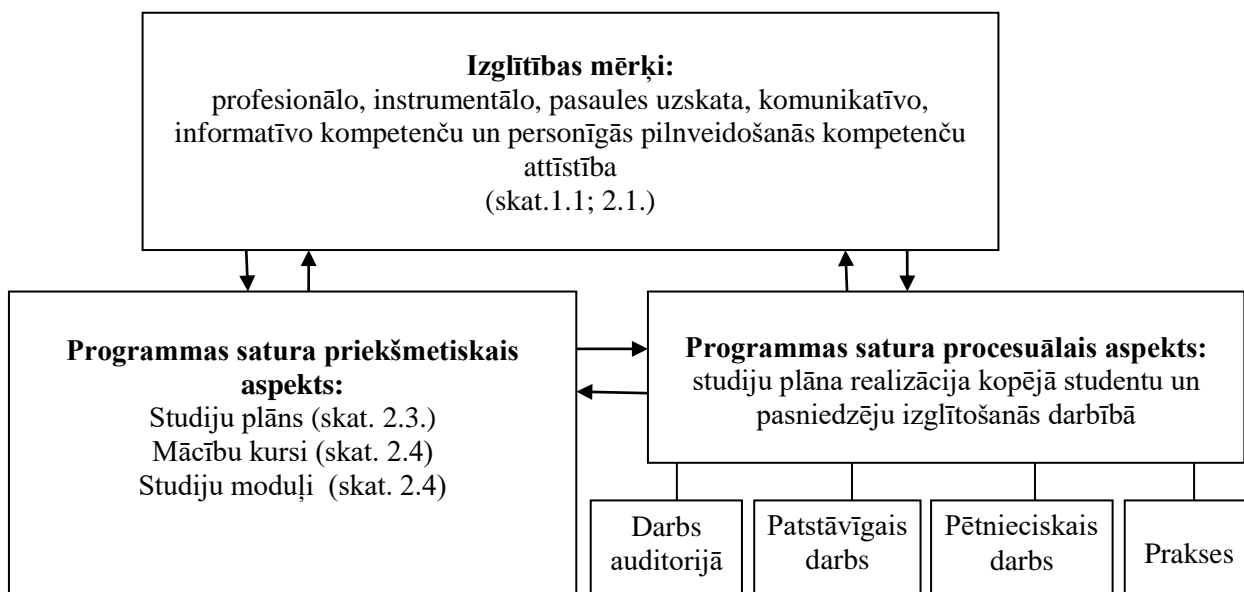 Izglītības mērķi:
profesionālo, instrumentālo, pasaules uzskata, komunikatīvo,
informatīvo kompetenču un personīgās pilnveidošanās kompetenču
attīstība
(skat.1.1; 2.1.)
Programmas satura priekšmetiskais
aspekts:
Studiju plāns (skat. 2.3.)
Mācību kursi (skat. 2.4)
Studiju moduļi (skat. 2.4)
Programmas satura procesuālais aspekts:
studiju plāna realizācija kopējā studentu un
pasniedzēju izglītošanās darbībā
Darbs
auditorijā
Patstāvīgais
darbs
Pētnieciskais
darbs
Prakses